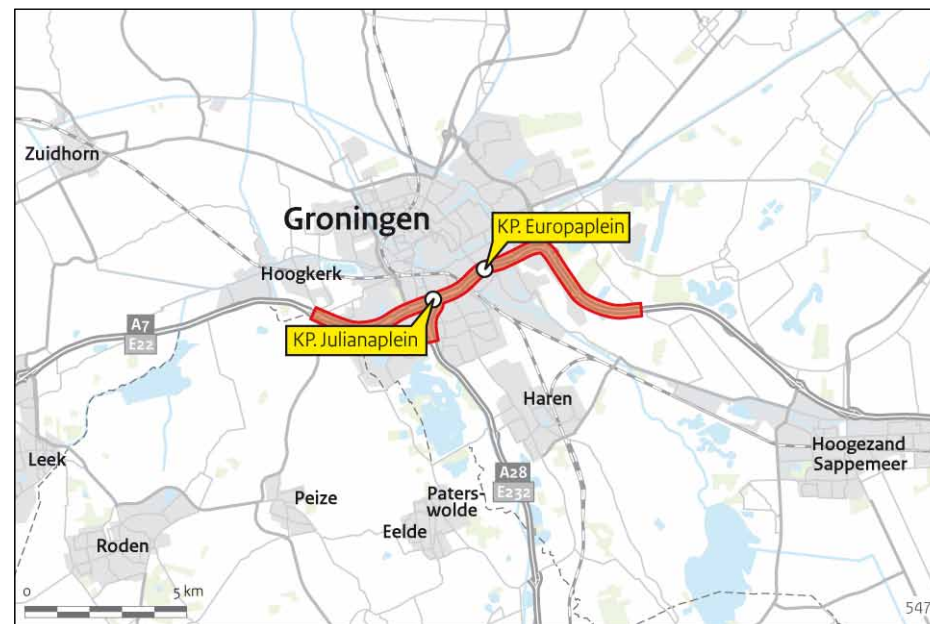 Zuidhorn
Groningen
KP. Europaplein
Hoogkerk
A7
E22
KP. Julianaplein
Haren
Hoogezand
Sappemeer
Leek
A28
E232
Peize
Paters-
wolde
Eelde
Roden
0
5 km
547